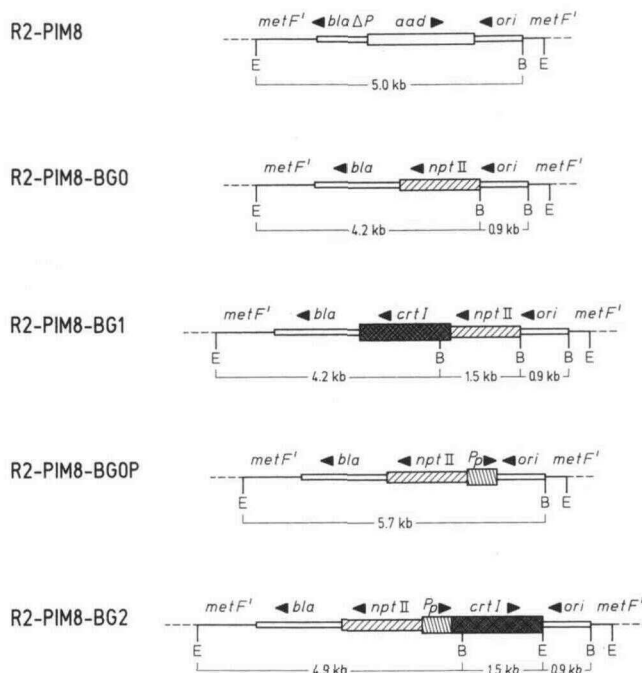 R2-PIM8
metF' ◀bla ΔP aad▶ ◀ori metF'
E B E
5.0 kb
R2-PIM8-BG0
metF' ◀bla ◀nptII ◀ori metF'
E B B E
4.2 kb 0.9 kb
R2-PIM8-BG1
metF' ◀bla ◀crtI ◀nptII ◀ori metF'
E B B B E
4.2 kb 1.5 kb 0.9 kb
R2-PIM8-BG0P
metF' ◀bla ◀nptII Pp▶ ◀ori metF'
E B E
5.7 kb
R2-PIM8-BG2
metF' ◀bla ◀nptII Pp▶ crtI▶ ◀ori metF'
E B E B E
4.9 kb 1.5 kb 0.9 kb